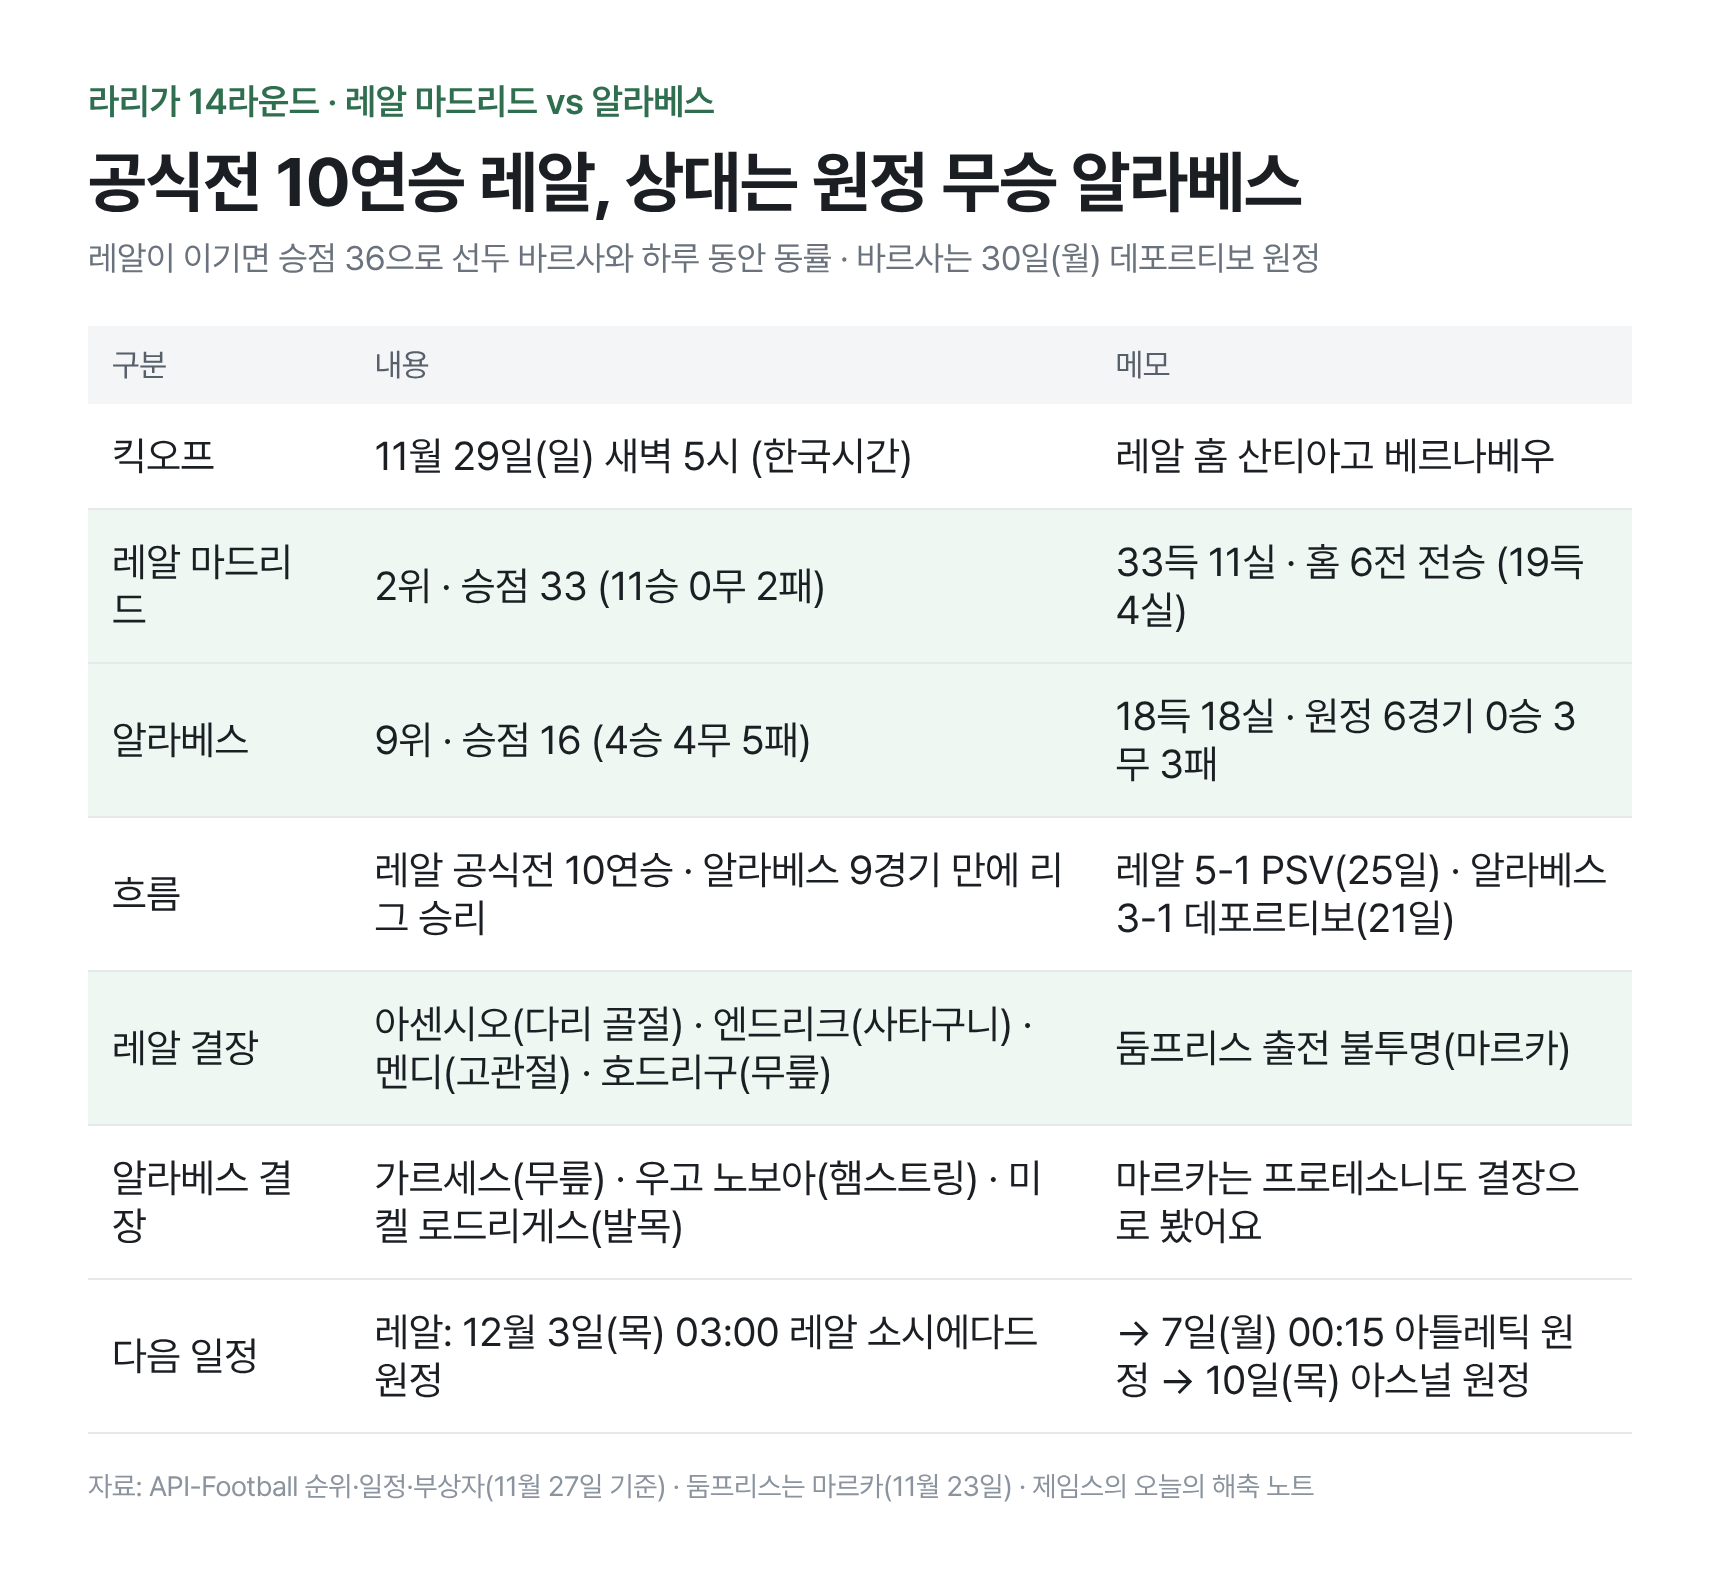 라리가 14라운드 · 레알 마드리드 vs 알라베스
공식전 10연승 레알, 상대는 원정 무승 알라베스
레알이 이기면 승점 36으로 선두 바르사와 하루 동안 동률 · 바르사는 30일(월) 데포르티보 원정
구분 내용 메모
킥오프 11월 29일(일) 새벽 5시 (한국시간) 레알 홈 산티아고 베르나베우
레알 마드리
드
2위 · 승점 33 (11승 0무 2패)
33득 11실 · 홈 6전 전승 (19득
4실)
알라베스
9위 · 승점 16 (4승 4무 5패)
18득 18실 · 원정 6경기 0승 3
무 3패
흐름
레알 공식전 10연승 · 알라베스 9경기 만에 리
그 승리
레알 5-1 PSV(25일) · 알라베스
3-1 데포르티보(21일)
레알 결장
아센시오(다리 골절) · 엔드리크(사타구니) ·
멘디(고관절) · 호드리구(무릎)
둠프리스 출전 불투명(마르카)
알라베스 결
장
가르세스(무릎) · 우고 노보아(햄스트링) · 미
켈 로드리게스(발목)
마르카는 프로테소니도 결장으
로 봤어요
다음 일정
레알: 12월 3일(목) 03:00 레알 소시에다드
원정
→ 7일(월) 00:15 아틀레틱 원
정 → 10일(목) 아스널 원정
자료: API-Football 순위·일정·부상자(11월 27일 기준) · 둠프리스는 마르카(11월 23일) · 제임스의 오늘의 해축 노트